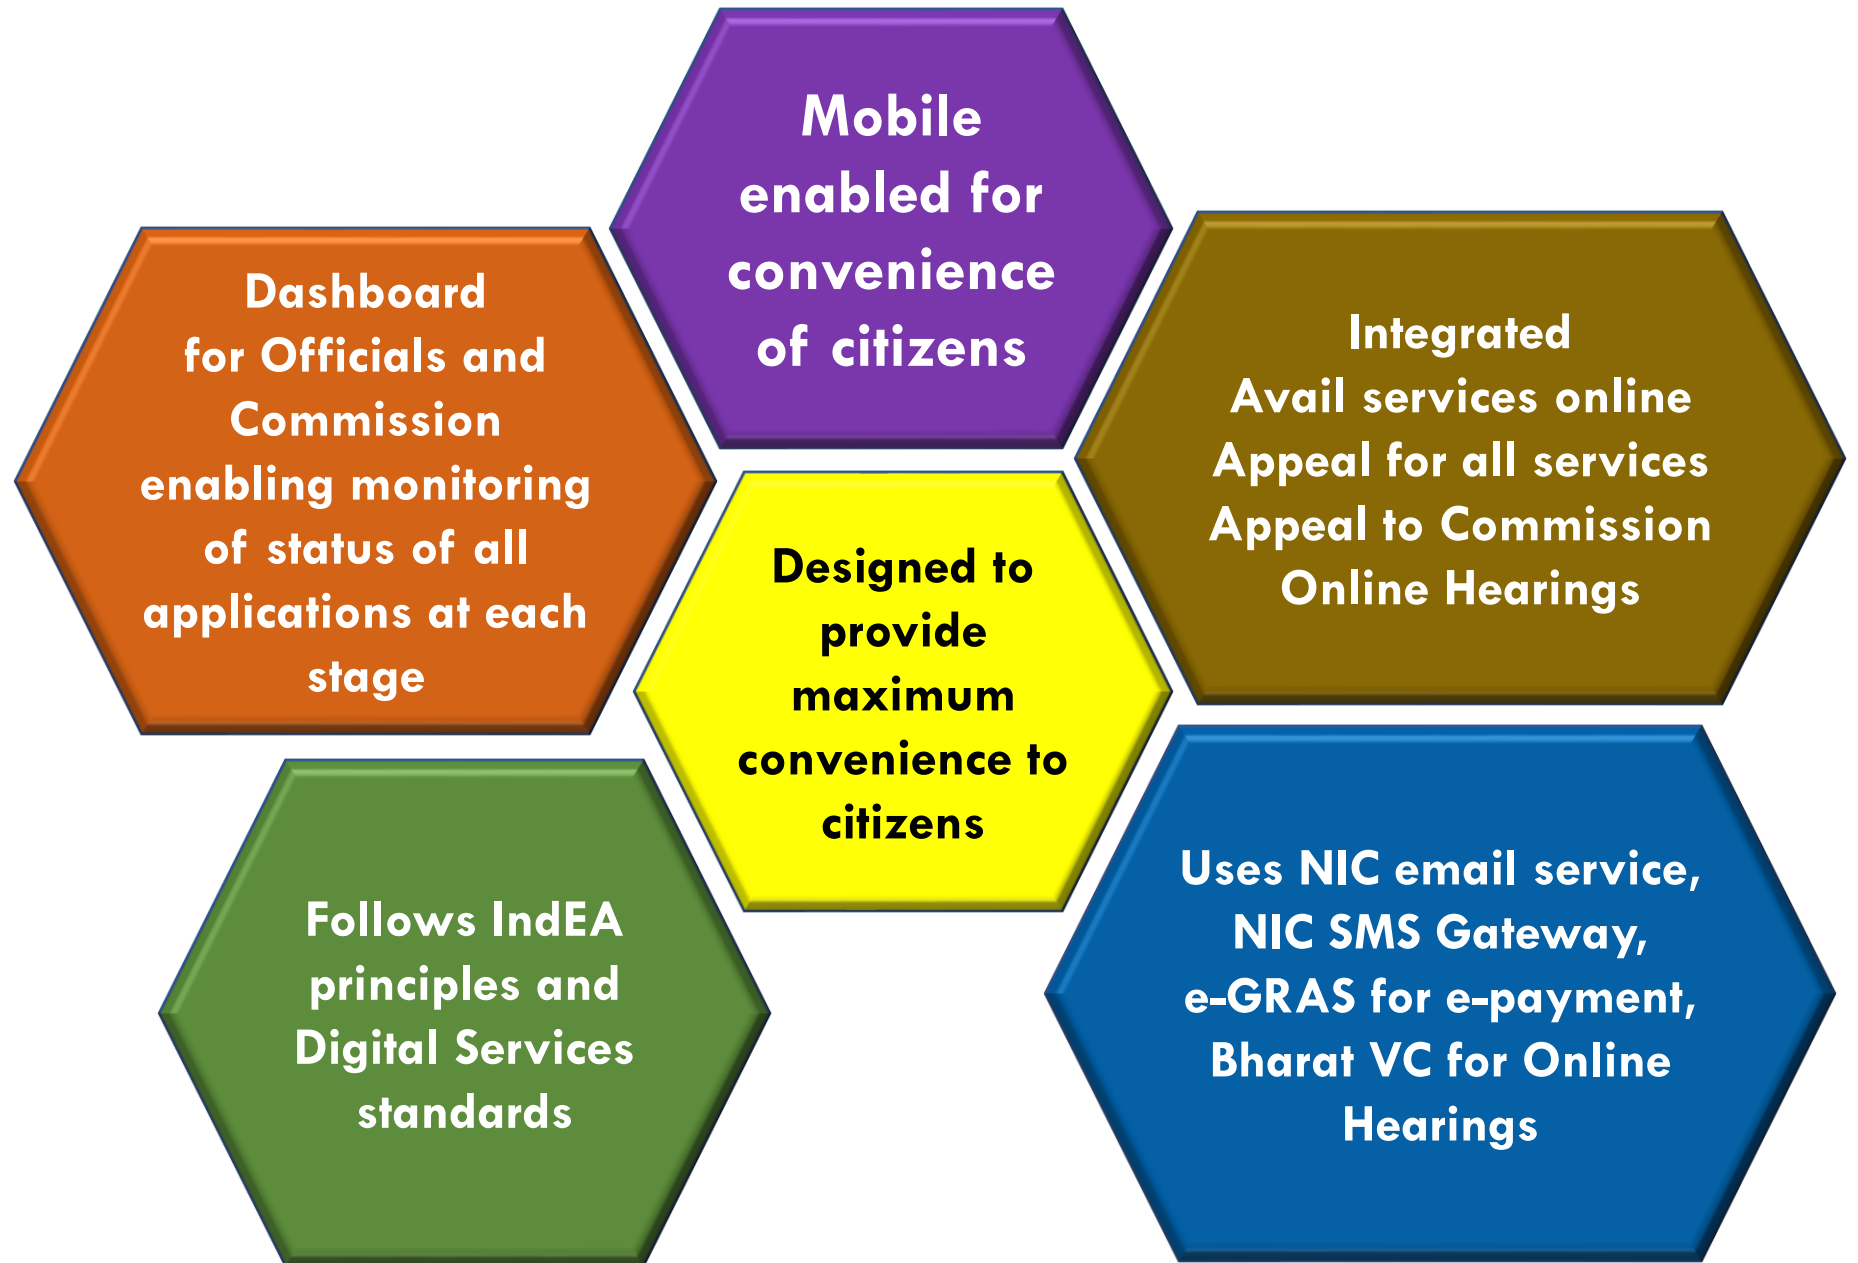 Mobile
enabled for
convenience
of citizens
Dashboard
for Officials and
Commission
enabling monitoring
of status of all
applications at each
stage
Integrated
Avail services online
Appeal for all services
Appeal to Commission
Online Hearings
Designed to
provide
maximum
convenience to
citizens
Follows IndEA
principles and
Digital Services
standards
Uses NIC email service,
NIC SMS Gateway,
e-GRAS for e-payment,
Bharat VC for Online
Hearings